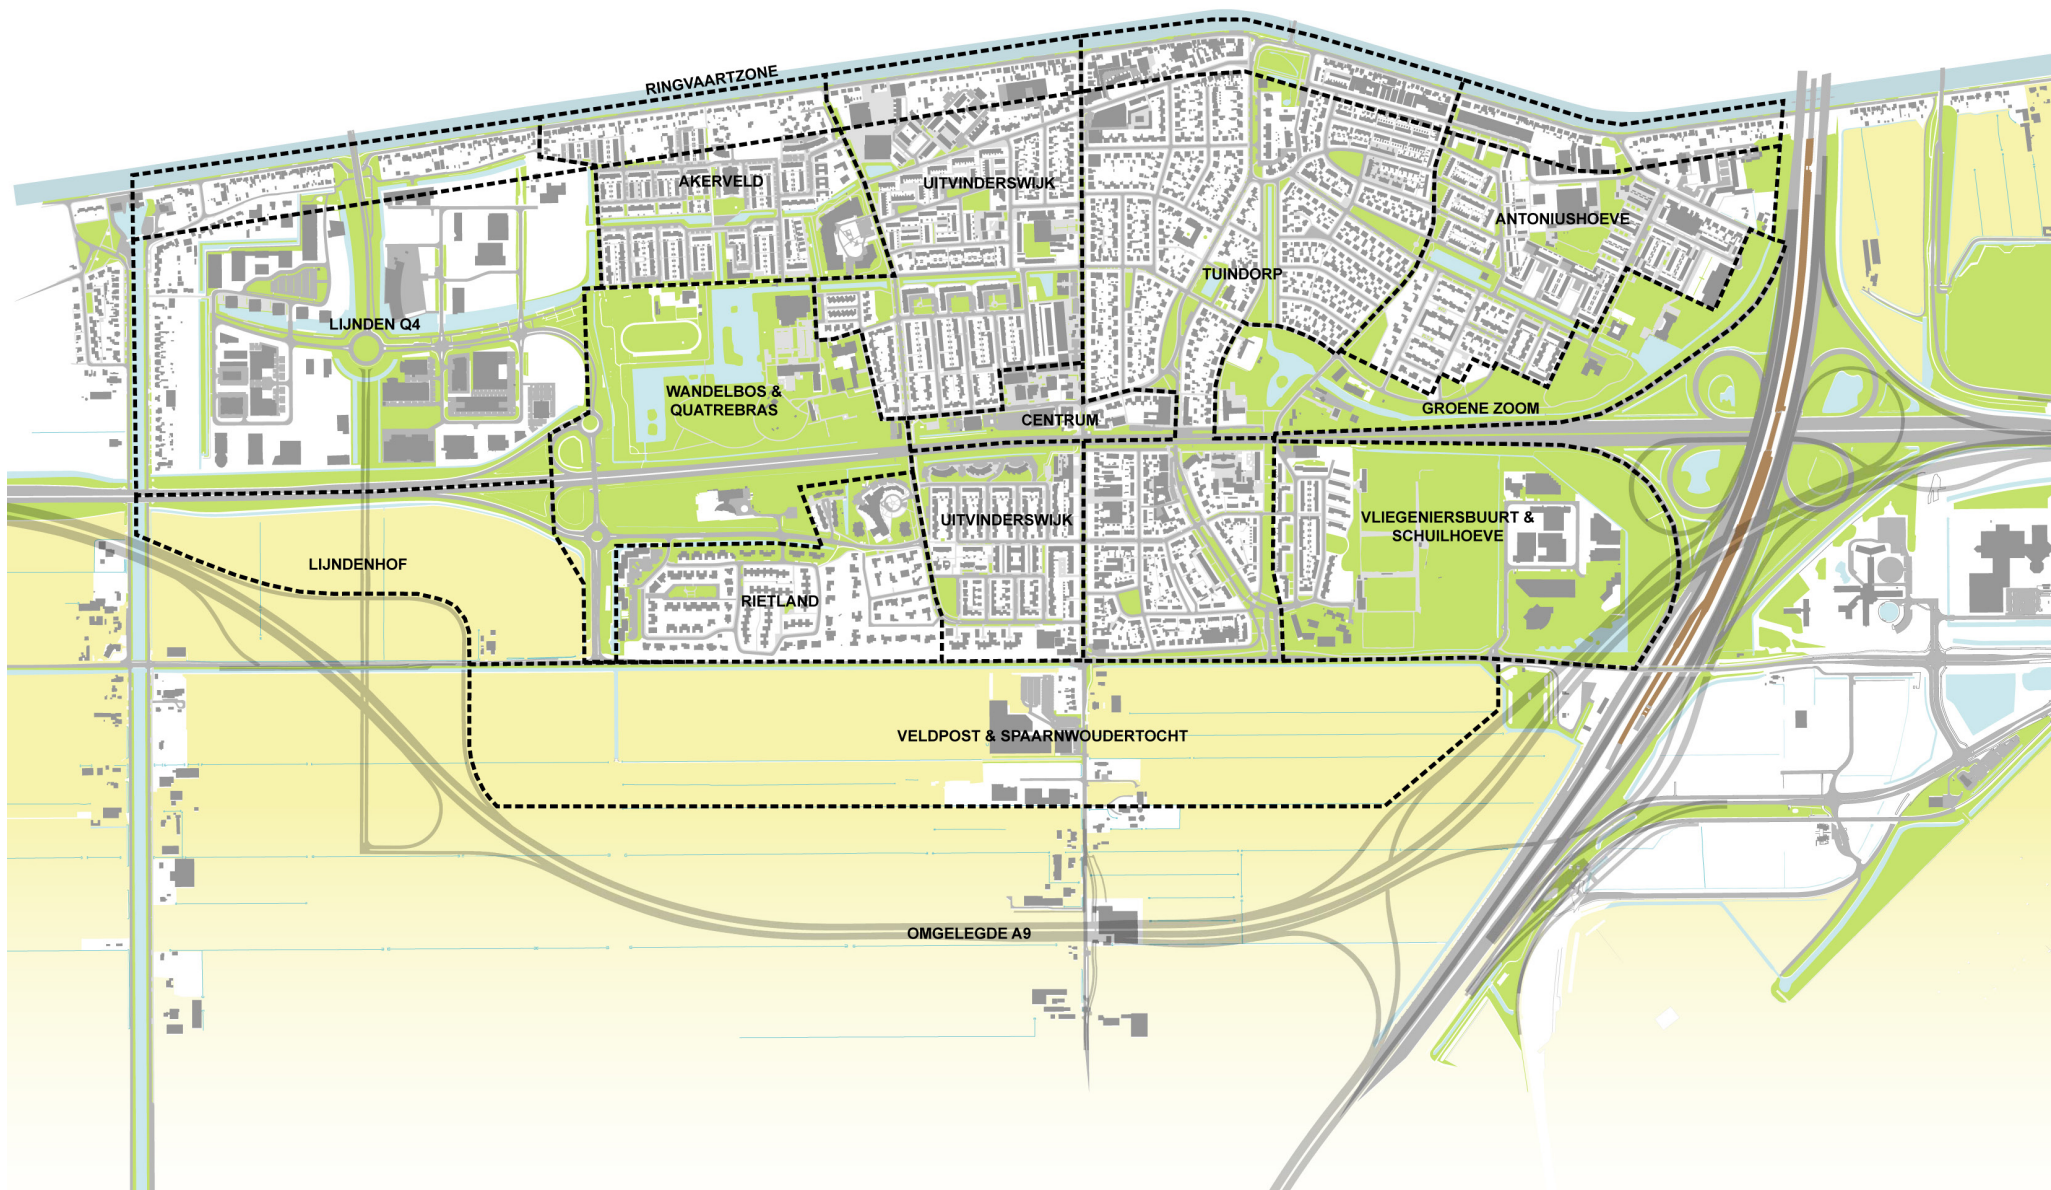 RINGVAARTZONE
AKERVELD
UITVINDERSWIJK
ANTONIUSHOEVE
TUINDORP
LIJNDEN Q4
WANDELBOS &
QUATREBRAS
GROENE ZOOM
CENTRUM
UITVINDERSWIJK
VLIEGENIERSBUURT &
SCHUILHOEVE
LIJNDENHOF
RIETLAND
VELDPOST & SPAARNWOUDERTOCHT
OMGELEGDE A9